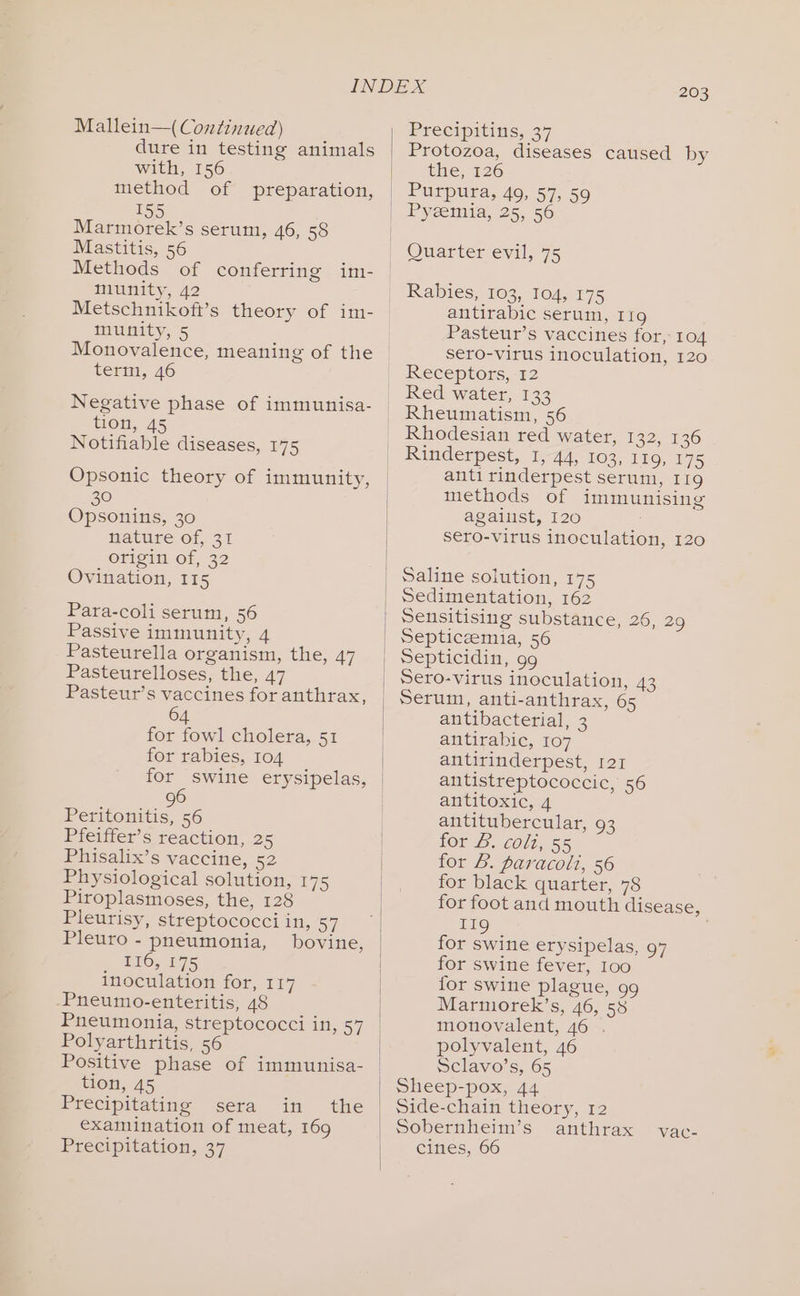 INDEX
203
Mallein—(Continued)
dure in testing animals
with, 156
method of preparation,
155
Marmorek's serum, 46, 58
Mastitis, 56
Methods of conferring im-
munity, 42
Metschnikoff's theory of im-
munity, 5
Monovalence, meaning of the
term, 46
Negative phase of immunisa-
tion, 45
Notifiable diseases, 175
Opsonic theory of immunity,
30
Opsonins, 30
nature of, 31
origin of, 32
Ovination, 115
Para-coli serum, 56
Passive immunity, 4
Pasteurella organism, the, 47
Pasteurelloses, the, 47
Pasteur's vaccines for anthrax,
64
for fowl cholera, 51
for rabies, 104
for swine erysipelas,
96
Peritonitis, 56
Pfeiffer's reaction, 25
Phisalix's vaccine, 52
Physiological solution, 175
Piroplasmoses, the, 128
Pleurisy, streptococci in, 57
Pleuro-pneumonia, bovine,
116, 175
inoculation for, 117
Pneumo-enteritis, 48
Pneumonia, streptococci in, 57
Polyarthritis, 56
Positive phase of immunisa-
tion, 45
Precipitating sera in the
examination of meat, 169
Precipitation, 37
Precipitins, 37
Protozoa, diseases caused by
the, 126
Purpura, 49, 57, 59
Pyæmia, 25, 56
Quarter evil, 75
Rabies, 103, 104, 175
antirabic serum, 119
Pasteur's vaccines for, 104
sero-virus inoculation, 120
Receptors, 12
Red water, 133
Rheumatism, 56
Rhodesian red water, 132, 136
Rinderpest, 1, 44, 103, 119, 175
anti rinderpest serum, 119
methods of immunising
against, 120
sero-virus inoculation, 120
Saline solution, 175
Sedimentation, 162
Sensitising substance, 26, 29
Septicæmia, 56
Septicidin, 99
Sero-virus inoculation, 43
Serum, anti-anthrax, 65
antibacterial, 3
antirabic, 107
antirinderpest, 121
antistreptococcic, 56
antitoxic, 4
antitubercular, 93
for B. coli, 55
for B. paracoli, 56
for black quarter, 78
for foot and mouth disease,
119
for swine erysipelas, 97
for swine fever, 100
for swine plague, 99
Marmorek's, 46, 58
monovalent, 46
polyvalent, 46
Sclavo's, 65
Sheep-pox, 44
Side-chain theory, 12
Sobernheim's anthrax vac-
cines, 66